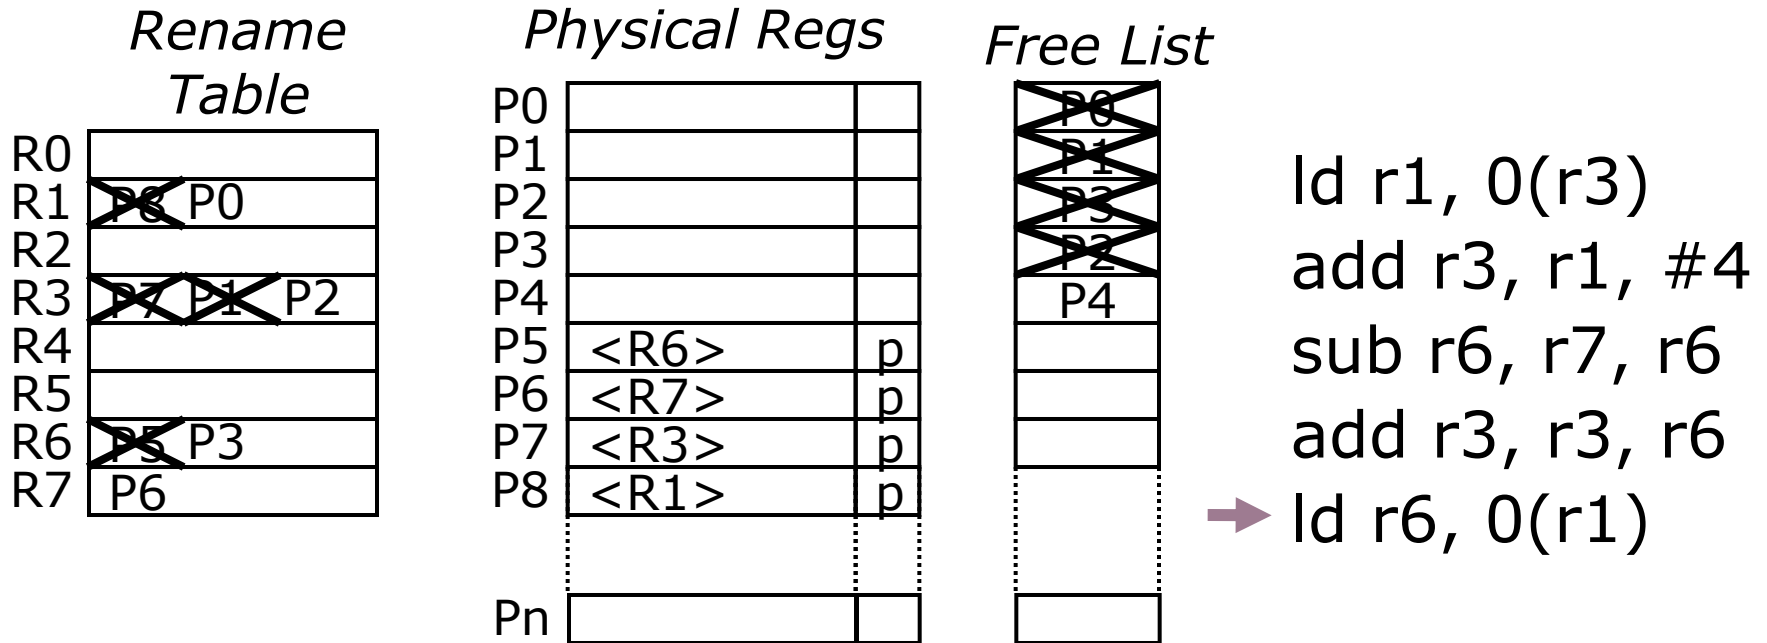 Rename
Table
R0
R1 P8 P0
R2
R3 P7 P1 P2
R4
R5
R6 P5 P3
R7 P6
Physical Regs
P0
P1
P2
P3
P4
P5 <R6> p
P6 <R7> p
P7 <R3> p
P8 <R1> p
Pn
Free List
P0
P1
P3
P2
P4
ld r1, 0(r3)
add r3, r1, #4
sub r6, r7, r6
add r3, r3, r6
ld r6, 0(r1)